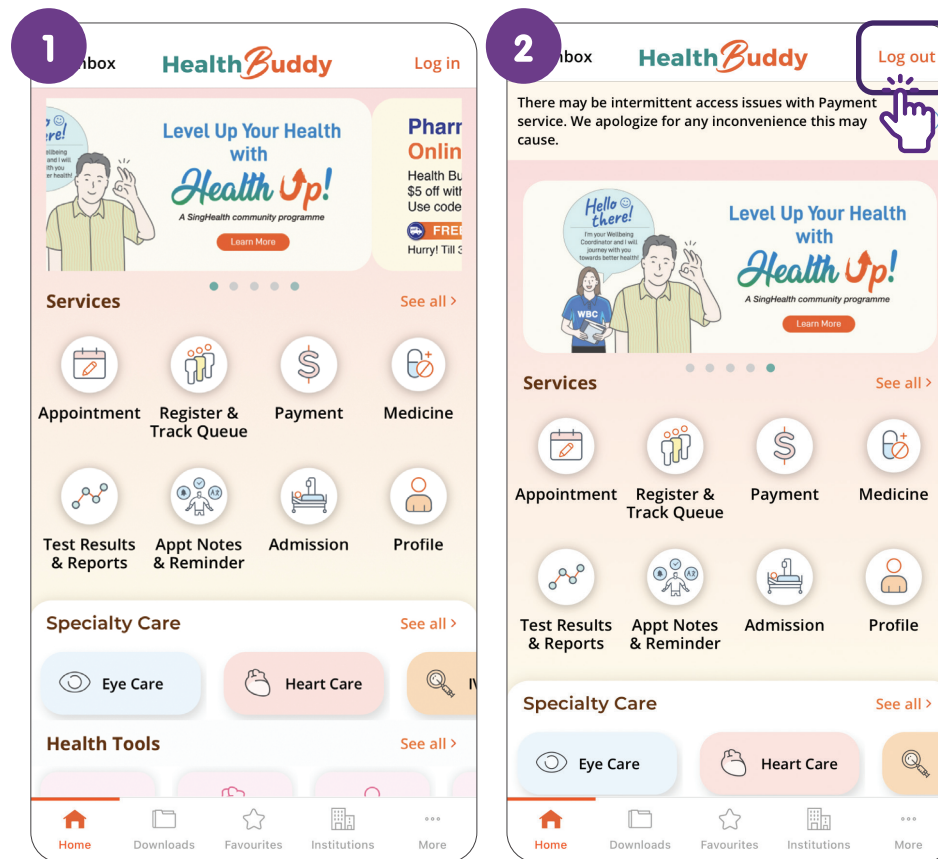 1
nbox
HealthBuddy
Log in
ere!
Level Up Your Health
with
Health Up!
A SingHealth community programme
Learn More
Onlin
Health Bu
$5 off with
Use code
FREE
Hurry! Till 3
Services
See all >
Appointment
Register &
Track Queue
Payment
Medicine
Test Results
& Reports
Appt Notes
& Reminder
Admission
Profile
Specialty Care
See all >
Eye Care
Heart Care
Health Tools
See all >
Home
Downloads
Favourites
Institutions
More
2
nbox
HealthBuddy
Log out
There may be intermittent access issues with Payment
service. We apologize for any inconvenience this may
cause.
Hello
there!
I'm your Wellbeing
Coordinator and I will
journey with you
towards better health!
WBC
Level Up Your Health
with
Health Up!
A SingHealth community programme
Learn More
Services
See all >
Appointment
Register &
Track Queue
Payment
Medicine
Test Results
& Reports
Appt Notes
& Reminder
Admission
Profile
Specialty Care
See all >
Eye Care
Heart Care
Home
Downloads
Favourites
Institutions
More